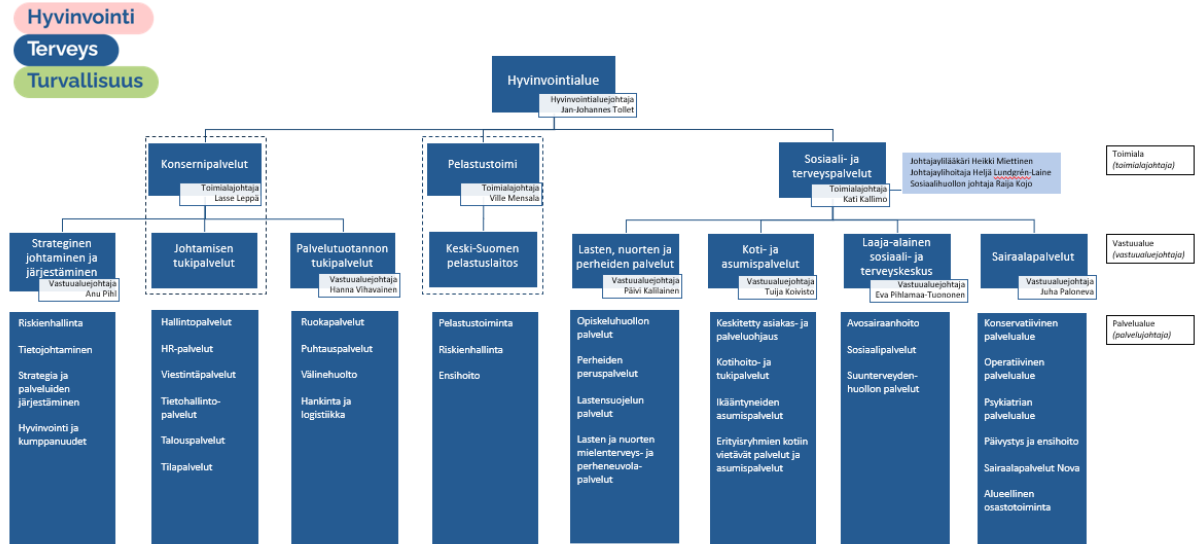 Hyvinvointi
Terveys
Turvallisuus
Hyvinvointialue
Hyvinvointialuejohtaja
Jan-Johannes Tollet
Konsernipalvelut
Toimialajohtaja
Lasse Leppä
Pelastustoimi
Toimialajohtaja
Ville Mensala
Sosiaali- ja
terveyspalvelut
Toimialajohtaja
Kati Kallimo
Johtajaylilääkäri Heikki Miettinen
Johtajaylihoitaja Heljä Lundgrén-Laine
Sosiaalihuollon johtaja Raija Kojo
Toimiala
(toimialajohtaja)
Strateginen
johtaminen ja
järjestäminen
Vastuualuejohtaja
Anu Pihl
Johtamisen
tukipalvelut
Palvelutuotannon
tukipalvelut
Vastuualuejohtaja
Hanna Vihavainen
Keski-Suomen
pelastuslaitos
Lasten, nuorten ja
perheiden palvelut
Vastuualuejohtaja
Päivi Kalilainen
Koti- ja
asumispalvelut
Vastuualuejohtaja
Tuija Koivisto
Laaja-alainen
sosiaali- ja
terveyskeskus
Vastuualuejohtaja
Eva Pihlamaa-Tuononen
Sairaalapalvelut
Vastuualuejohtaja
Juha Paloneva
Vastuualue
(vastuualuejohtaja)
Riskienhallinta
Tietojohtaminen
Strategia ja
palveluiden
järjestäminen
Hyvinvointi ja
kumppanuudet
Hallintopalvelut
HR-palvelut
Viestintäpalvelut
Tietohallinto-
palvelut
Talouspalvelut
Tilapalvelut
Ruokapalvelut
Puhtauspalvelut
Välinehuolto
Hankinta ja
logistiikka
Pelastustoiminta
Riskienhallinta
Ensihoito
Opiskeluhuollon
palvelut
Perheiden
peruspalvelut
Lastensuojelun
palvelut
Lasten ja nuorten
mielenterveys- ja
perheneuvola-
palvelut
Keskitetty asiakas- ja
palveluohjaus
Kotihoito- ja
tukipalvelut
Ikääntyneiden
asumispalvelut
Erityisryhmien kotiin
vietävät palvelut ja
asumispalvelut
Avosairaanhoito
Sosiaalipalvelut
Suunterveyden-
huollon palvelut
Konservatiivinen
palvelualue
Operatiivinen
palvelualue
Psykiatrian
palvelualue
Päivystys ja ensihoito
Sairaalapalvelut Nova
Alueellinen
osastotoiminta
Palvelualue
(palvelujohtaja)